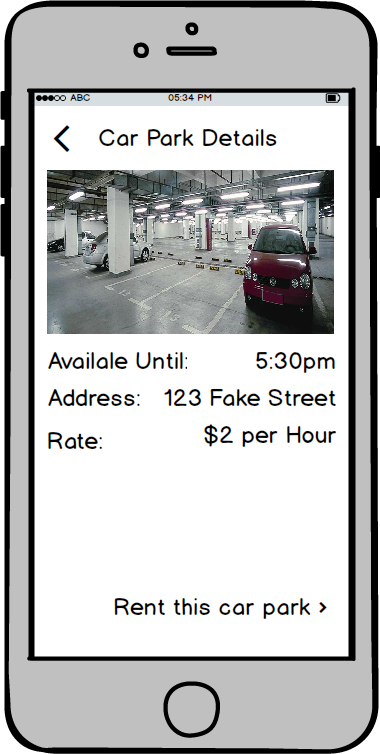 ABC 05:34 PM
Car Park Details
Availale Until: 5:30pm
Address: 123 Fake Street
Rate: $2 per Hour
Rent this car park >